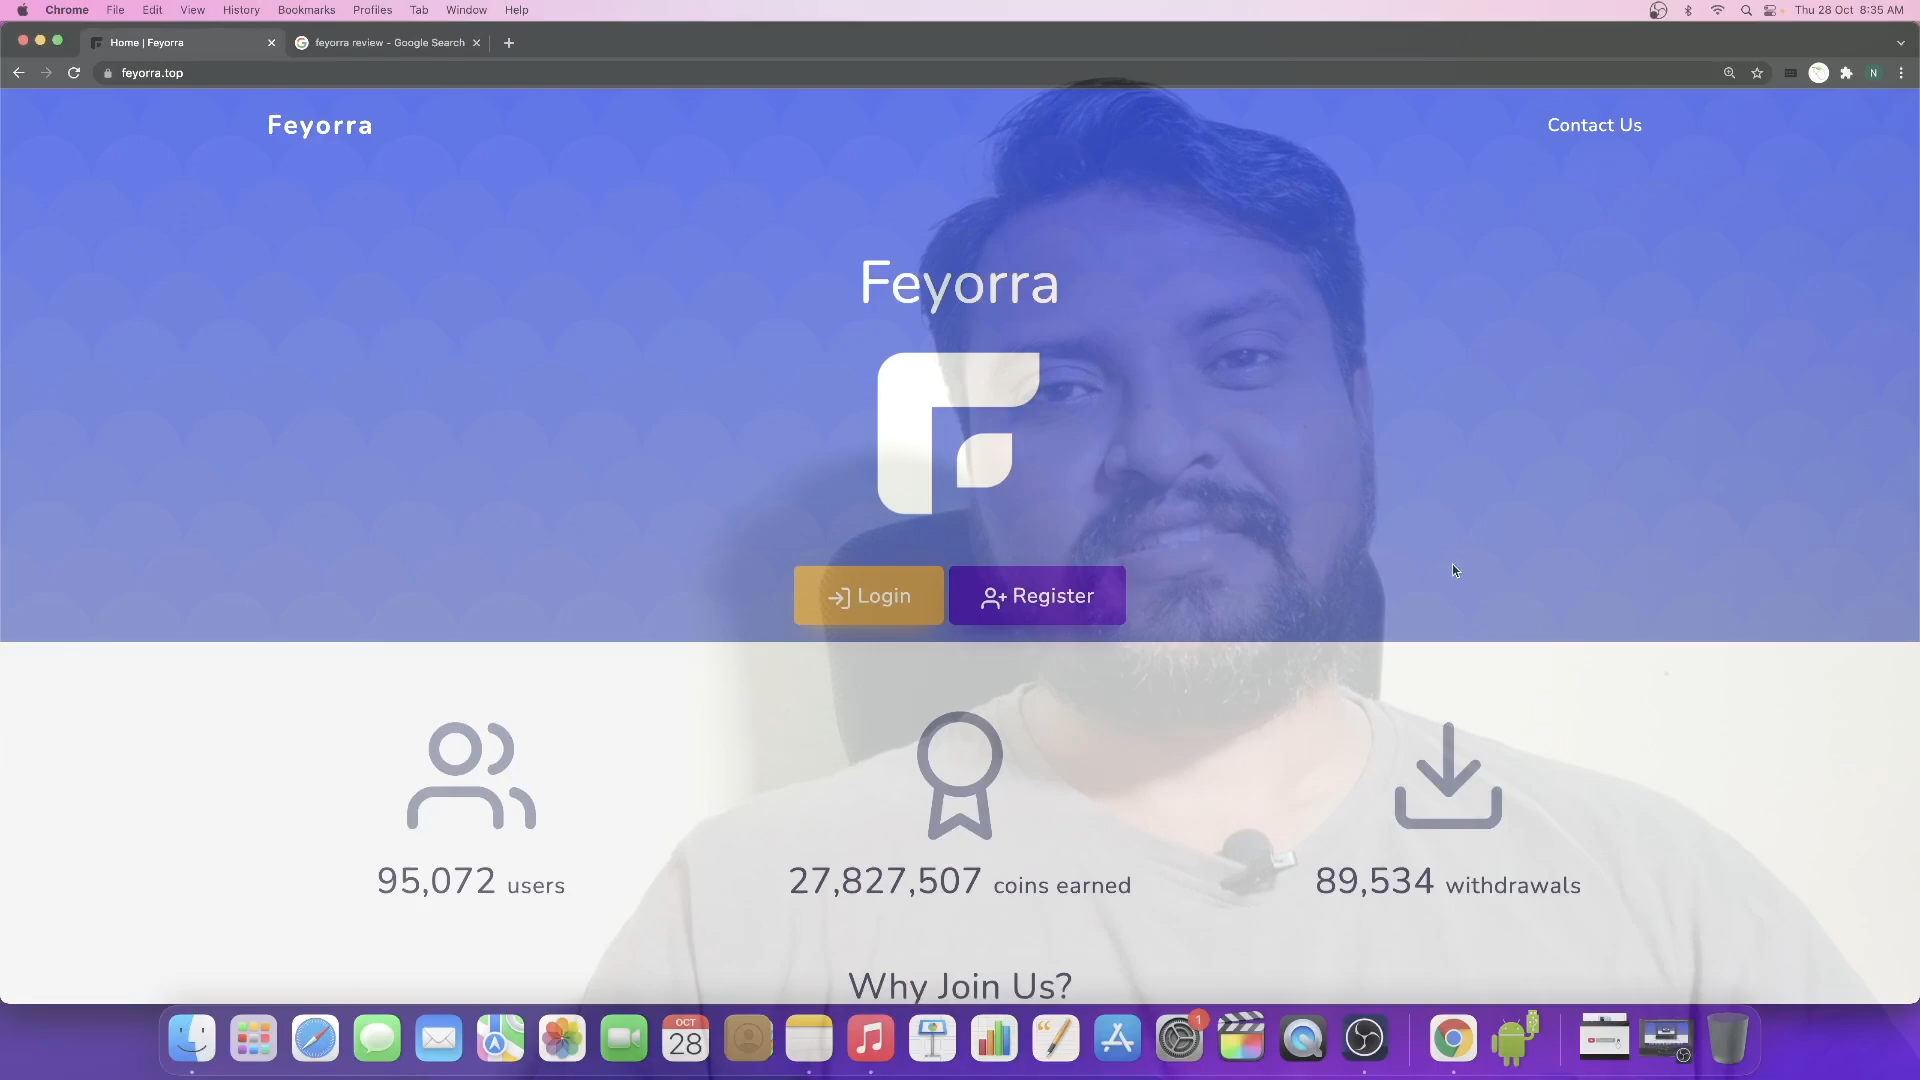 Chrome File Edit View History Bookmarks Profiles Tab Window Help Thu 28 Oct 8:35 AM
Home | Feyorra feyorra review - Google Search
feyorra.top N
Feyorra Contact Us
Feyorra
Login Register
95,072 users 27,827,507 coins earned 89,534 withdrawals
Why Join Us?
OCT 1
28